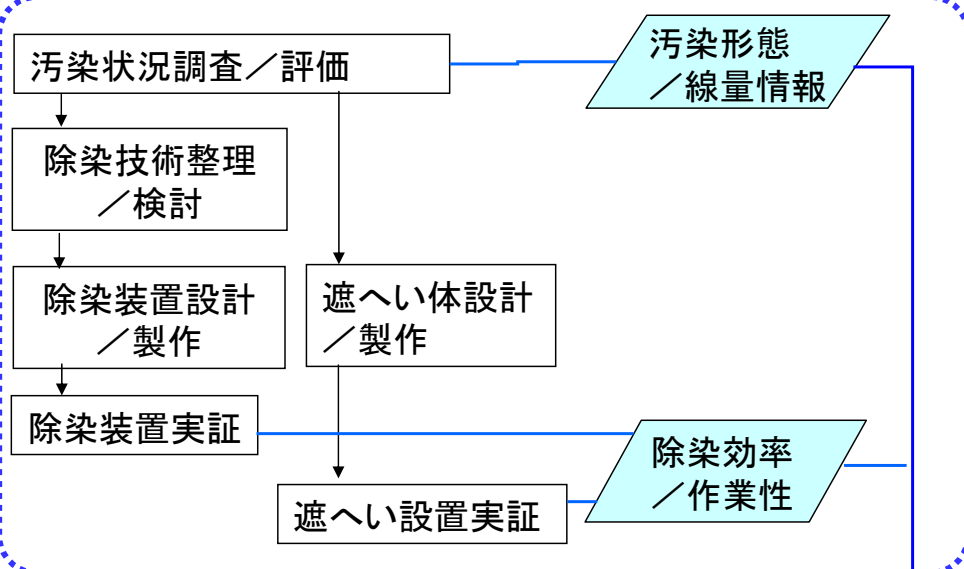 汚染状況調査／評価
汚染形態
／線量情報
除染技術整理
／検討
除染装置設計
／製作
遮へい体設計
／製作
除染装置実証
除染効率
／作業性
遮へい設置実証